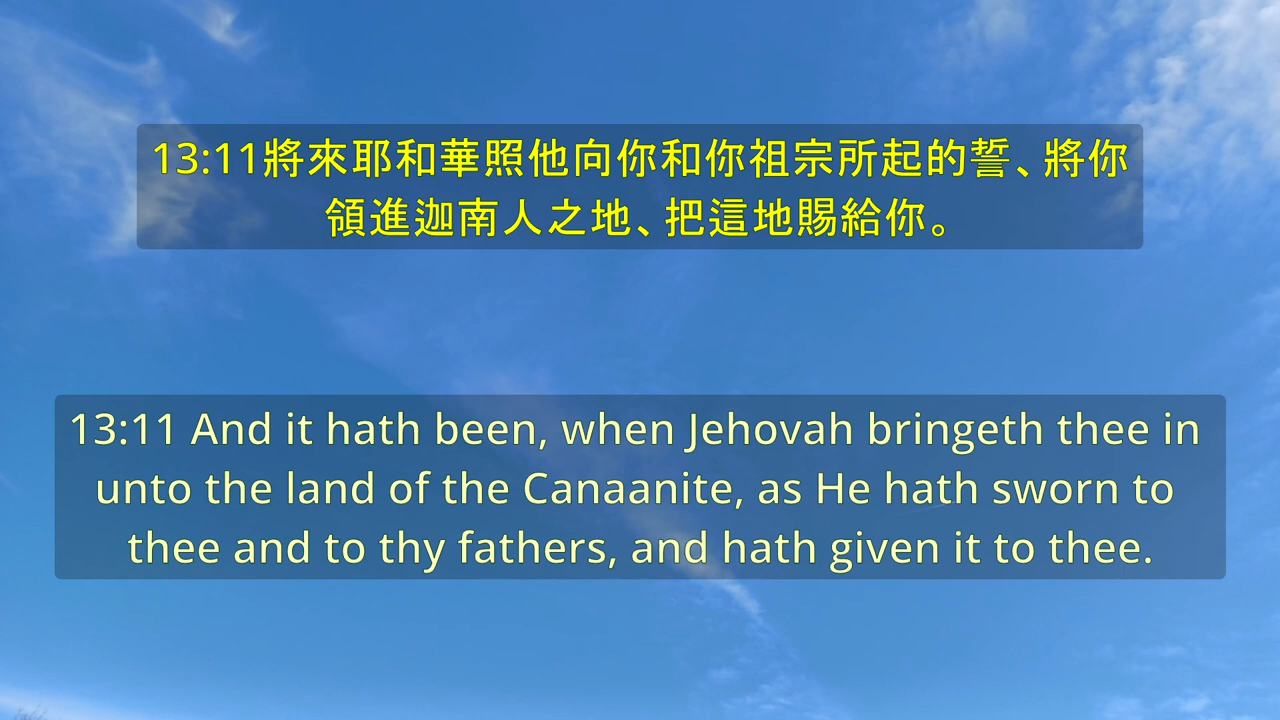 13:11將來耶和華照他向你和你祖宗所起的誓、將你
領進迦南人之地、把這地賜給你。
13:11 And it hath been, when Jehovah bringeth thee in
unto the land of the Canaanite, as He hath sworn to
thee and to thy fathers, and hath given it to thee.